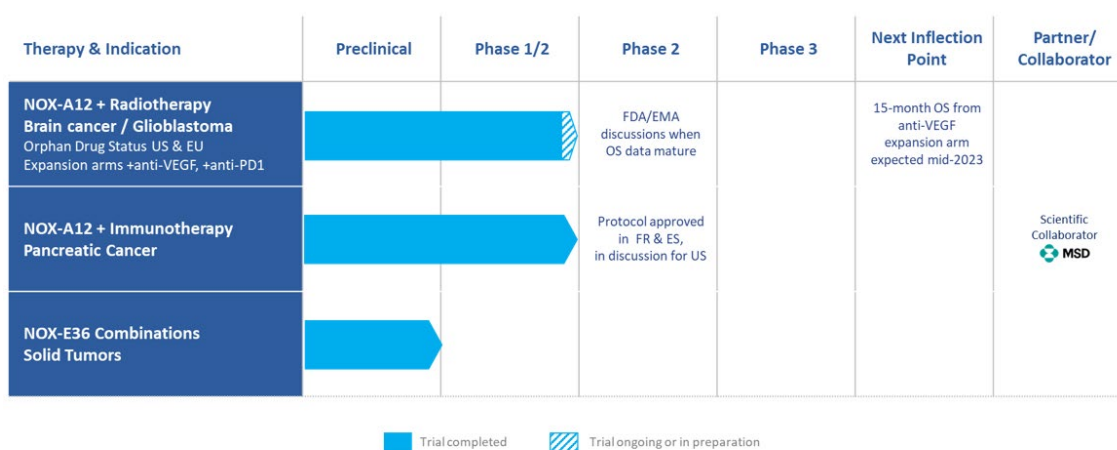 Therapy & Indication
Preclinical
Phase 1/2
Phase 2
Phase 3
Next Inflection
Point
Partner/
Collaborator
NOX-A12 + Radiotherapy
Brain cancer / Glioblastoma
Orphan Drug Status US & EU
Expansion arms +anti-VEGF, +anti-PD1
FDA/EMA
discussions when
OS data mature
15-month OS from
anti-VEGF
expansion arm
expected mid-2023
NOX-A12 + Immunotherapy
Pancreatic Cancer
Protocol approved
in FR & ES,
in discussion for US
Scientific
Collaborator
MSD
NOX-E36 Combinations
Solid Tumors
Trial completed
Trial ongoing or in preparation